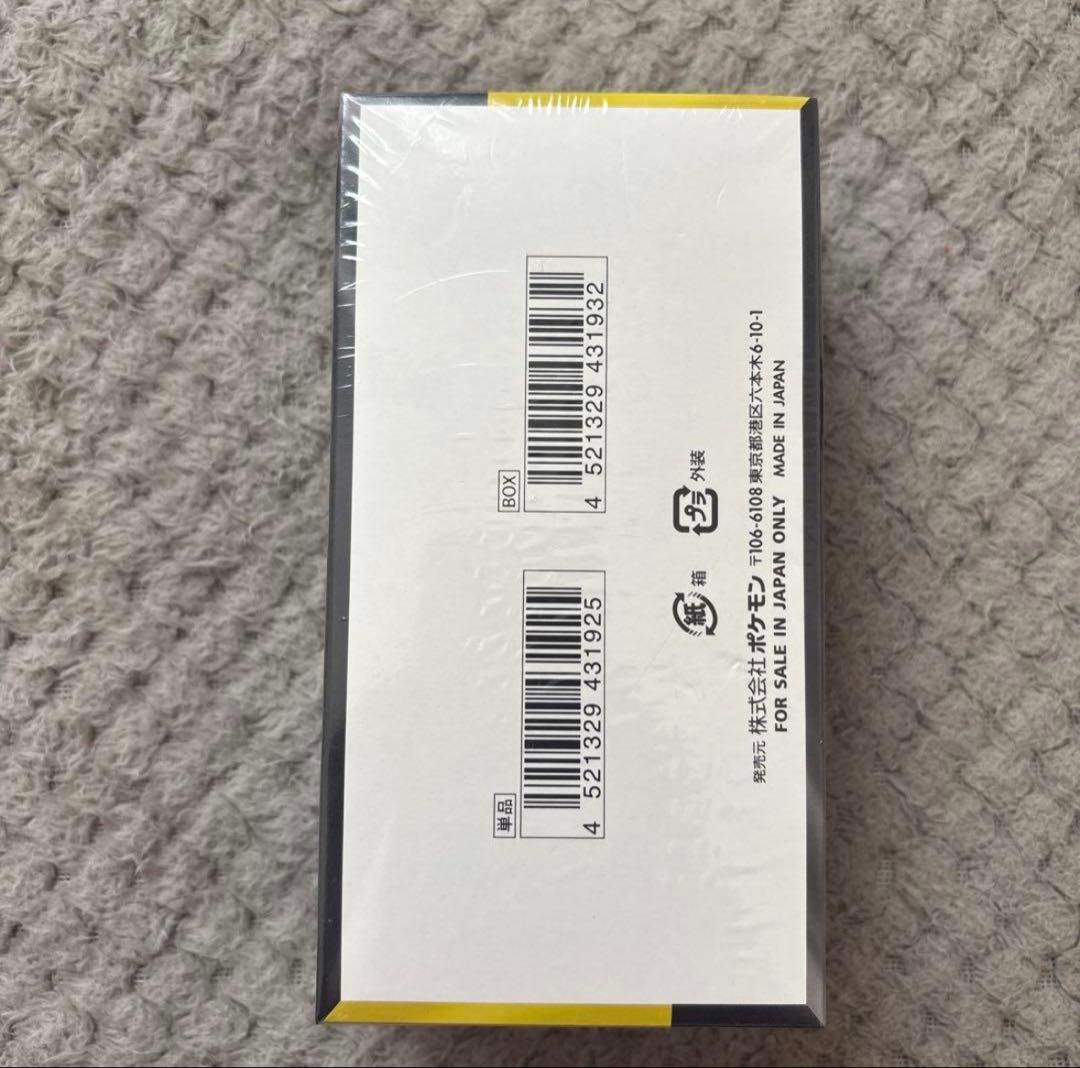 単品
4 521329 431925
BOX
4 521329 431932
紙 箱
プラ 外装
発売元 株式会社ポケモン 〒106-6108 東京都港区六本木6-10-1
FOR SALE IN JAPAN ONLY MADE IN JAPAN